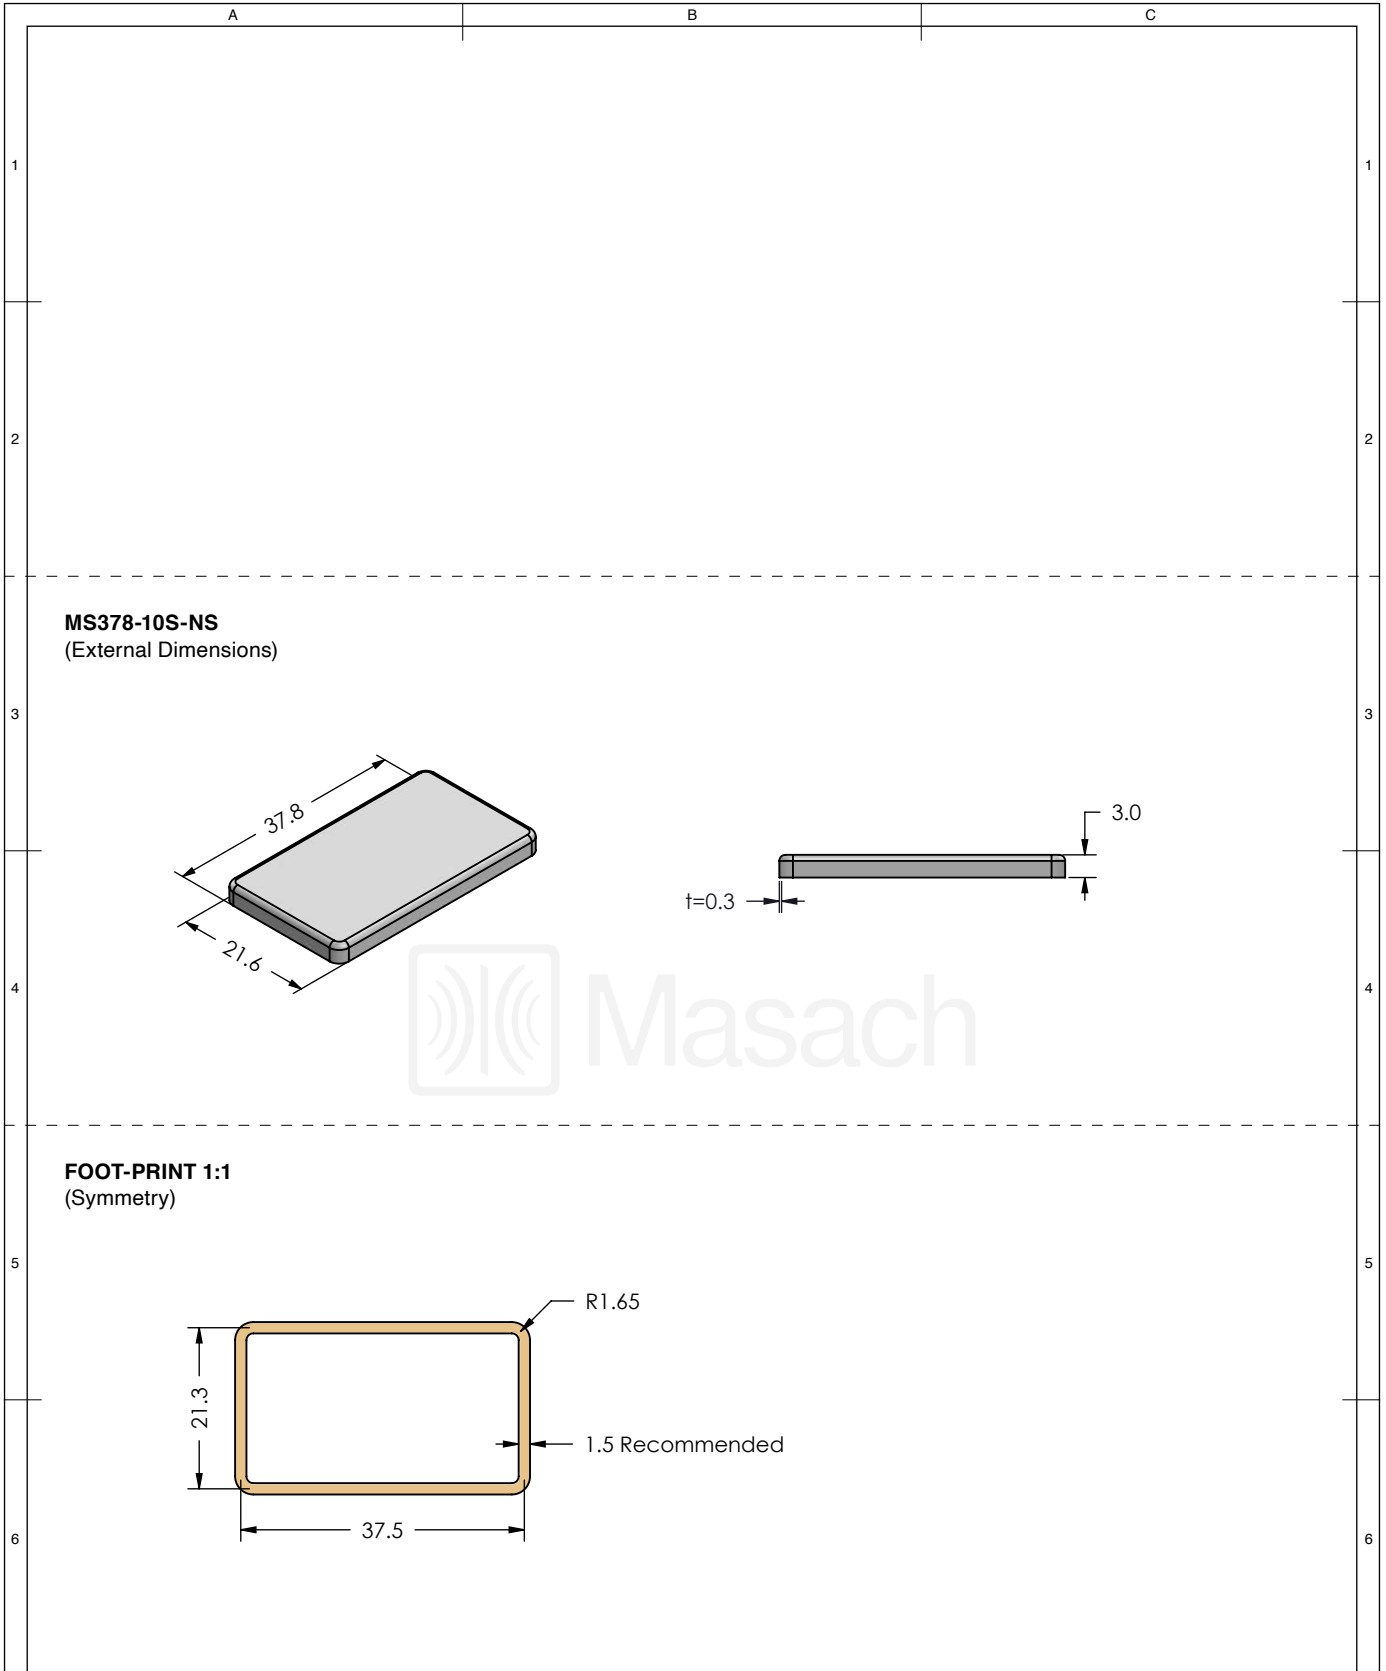 A B C
1 1
2 2
MS378-10S-NS
(External Dimensions)
3 3
37.8
3.0
t=0.3
21.6
Masach
4 4
FOOT-PRINT 1:1
(Symmetry)
5 5
R1.65
21.3
1.5 Recommended
37.5
6 6